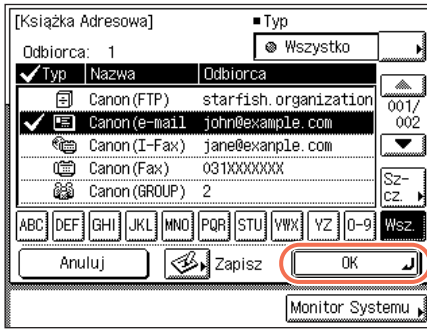 [Książka Adresowa]
Typ
Odbiorca: 1
Wszystko
Typ Nazwa Odbiorca
Canon(FTP) starfish.organization
Canon(e-mail john@example.com
Canon(I-Fax) jane@exanple.com
Canon(Fax) 031XXXXXXX
Canon(GROUP) 2
001/
002
Sz-
cz.
ABC DEF GHI JKL MNO PQR STU VWX YZ 0-9 Wsz.
Anuluj Zapisz OK
Monitor Systemu